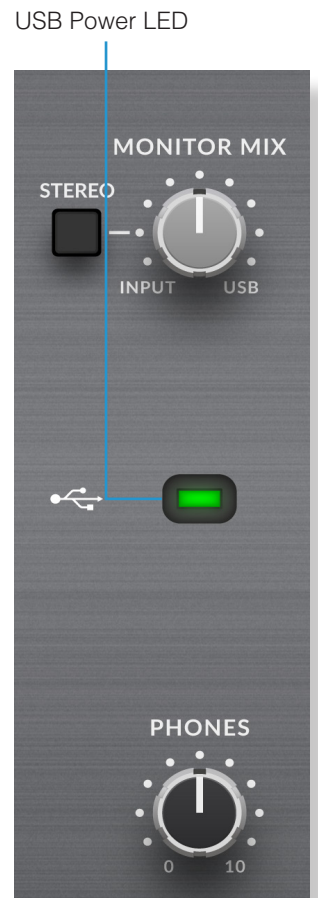 USB Power LED
MONITOR MIX
STEREO
INPUT USB
PHONES
0 10